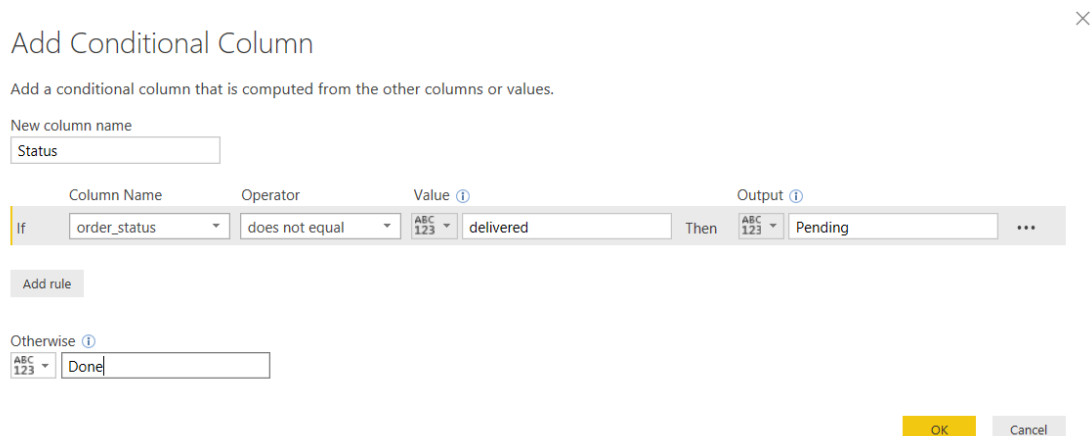 Add Conditional Column
Add a conditional column that is computed from the other columns or values.
New column name
Status
Column Name Operator Value Output
If order_status does not equal ABC 123 delivered Then ABC 123 Pending ...
Add rule
Otherwise
ABC 123 Done
OK Cancel